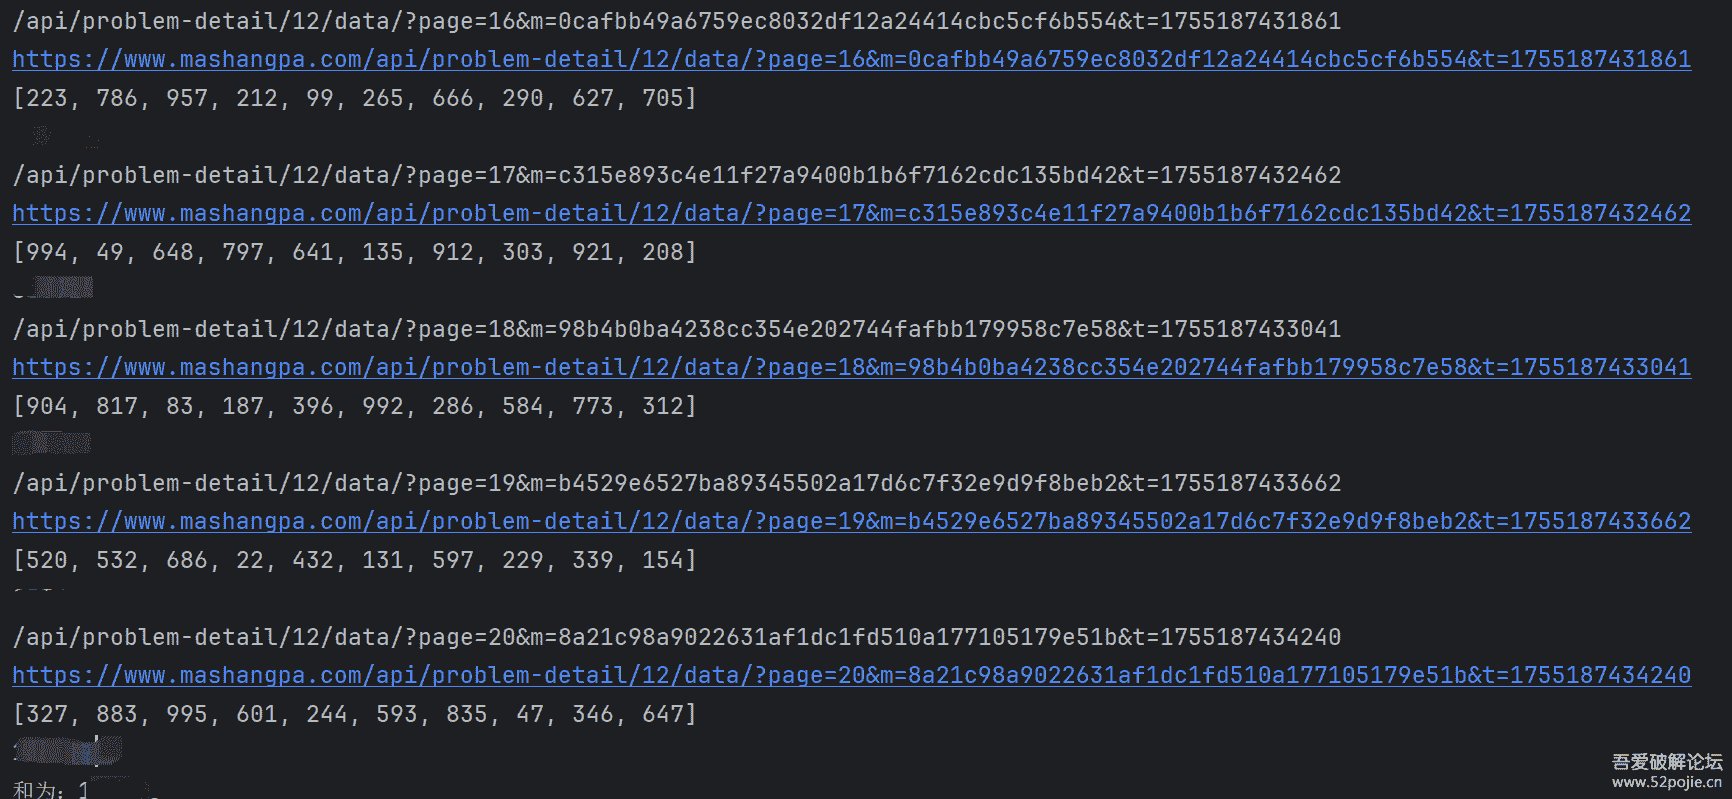 /api/problem-detail/12/data/?page=16&m=0cafbb49a6759ec8032df12a24414cbc5cf6b554&t=1755187431861
https://www.mashangpa.com/api/problem-detail/12/data/?page=16&m=0cafbb49a6759ec8032df12a24414cbc5cf6b554&t=1755187431861
[223, 786, 957, 212, 99, 265, 666, 290, 627, 705]
/api/problem-detail/12/data/?page=17&m=c315e893c4e11f27a9400b1b6f7162cdc135bd42&t=1755187432462
https://www.mashangpa.com/api/problem-detail/12/data/?page=17&m=c315e893c4e11f27a9400b1b6f7162cdc135bd42&t=1755187432462
[994, 49, 648, 797, 641, 135, 912, 303, 921, 208]
/api/problem-detail/12/data/?page=18&m=98b4b0ba4238cc354e202744fafbb179958c7e58&t=1755187433041
https://www.mashangpa.com/api/problem-detail/12/data/?page=18&m=98b4b0ba4238cc354e202744fafbb179958c7e58&t=1755187433041
[904, 817, 83, 187, 396, 992, 286, 584, 773, 312]
/api/problem-detail/12/data/?page=19&m=b4529e6527ba89345502a17d6c7f32e9d9f8beb2&t=1755187433662
https://www.mashangpa.com/api/problem-detail/12/data/?page=19&m=b4529e6527ba89345502a17d6c7f32e9d9f8beb2&t=1755187433662
[520, 532, 686, 22, 432, 131, 597, 229, 339, 154]
/api/problem-detail/12/data/?page=20&m=8a21c98a9022631af1dc1fd510a177105179e51b&t=1755187434240
https://www.mashangpa.com/api/problem-detail/12/data/?page=20&m=8a21c98a9022631af1dc1fd510a177105179e51b&t=1755187434240
[327, 883, 995, 601, 244, 593, 835, 47, 346, 647]
和为: 1
吾爱破解论坛
www.52pojie.cn